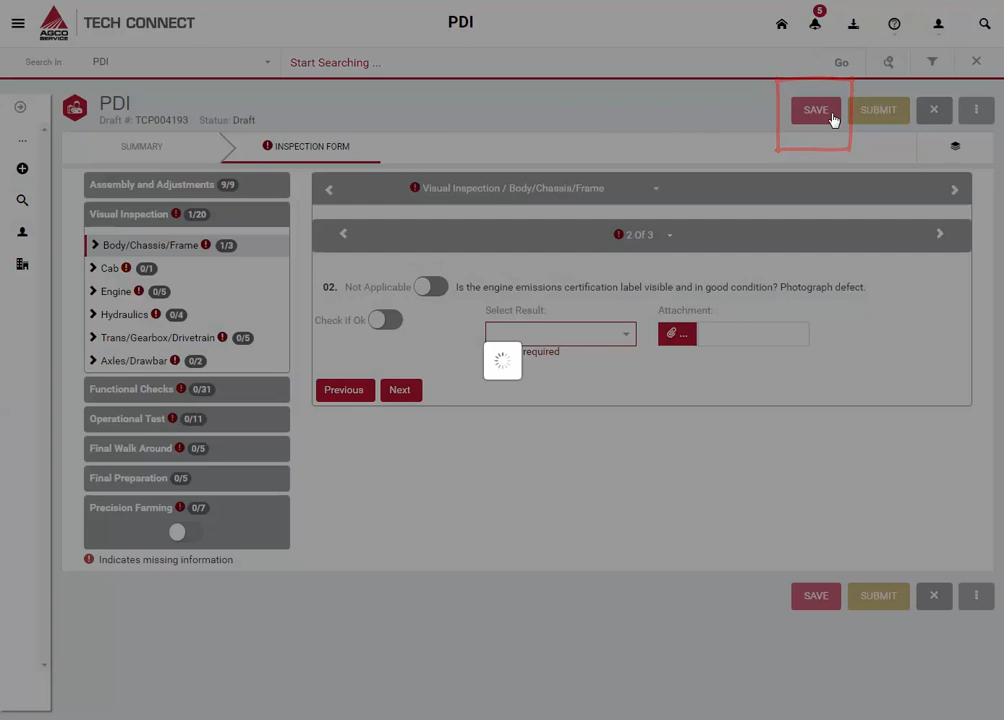 AGCO
SERVICE
TECH CONNECT
PDI
5
Search In
PDI
Start Searching ...
Go
PDI
Draft #: TCP004193 Status: Draft
SAVE
SUBMIT
SUMMARY
INSPECTION FORM
Assembly and Adjustments 9/9
Visual Inspection 1/20
Body/Chassis/Frame 1/3
Cab 0/1
Engine 0/5
Hydraulics 0/4
Trans/Gearbox/Drivetrain 0/5
Axles/Drawbar 0/2
Functional Checks 0/31
Operational Test 0/11
Final Walk Around 0/5
Final Preparation 0/5
Precision Farming 0/7
Indicates missing information
Visual Inspection / Body/Chassis/Frame
2 Of 3
02. Not Applicable Is the engine emissions certification label visible and in good condition? Photograph defect.
Check if Ok
Select Result:
Attachment:
...
required
Previous
Next
SAVE
SUBMIT